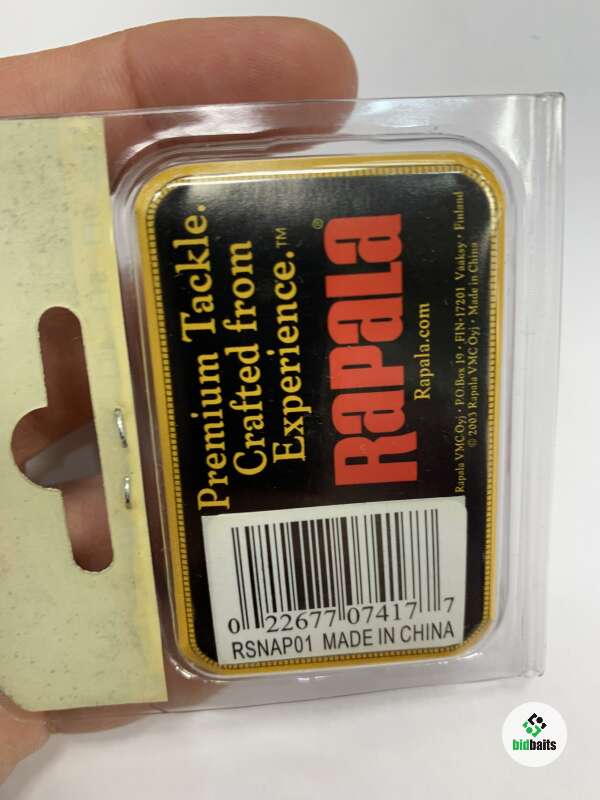 Premium Tackle.
Crafted from
Experience.™
Rapala®
Rapala.com
Rapala VMC Oyj • P.O.Box 19 • FIN-17201 Vaaksy • Finland
© 2003 Rapala VMC Oyj • Made in China
0 22677 07417 7
RSNAP01 MADE IN CHINA
bidbaits